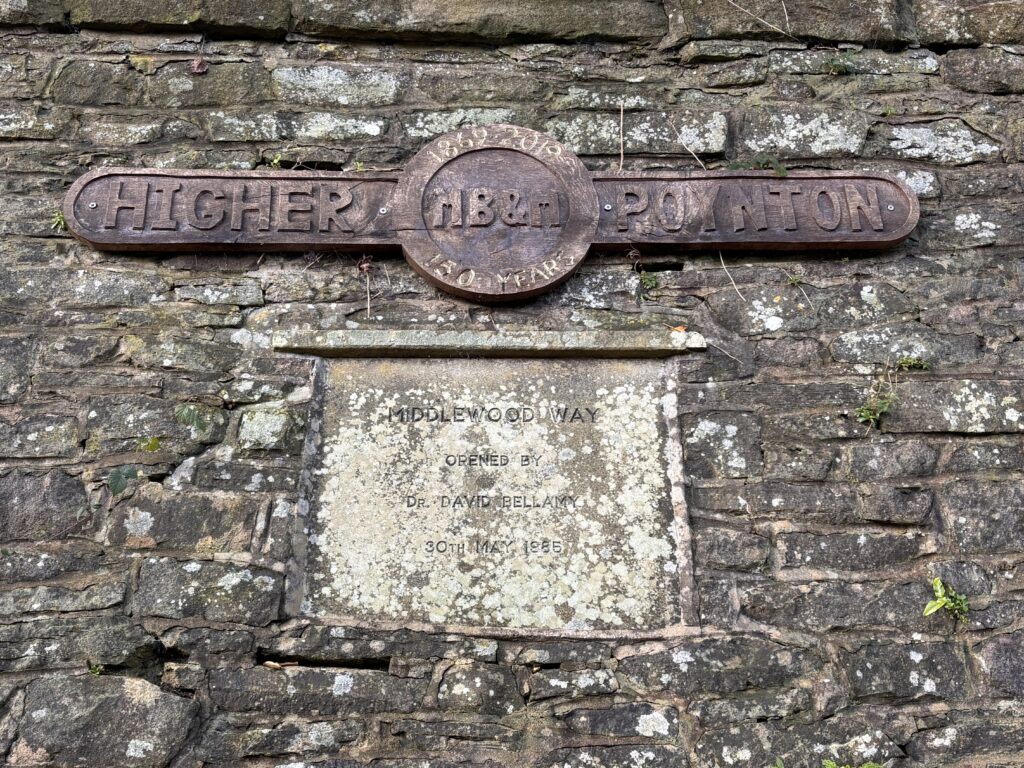 1869-2019
HIGHER MB&M POYNTON
150 YEARS
MIDDLEWOOD WAY
OPENED BY
DR. DAVID BELLAMY
30TH MAY 1985